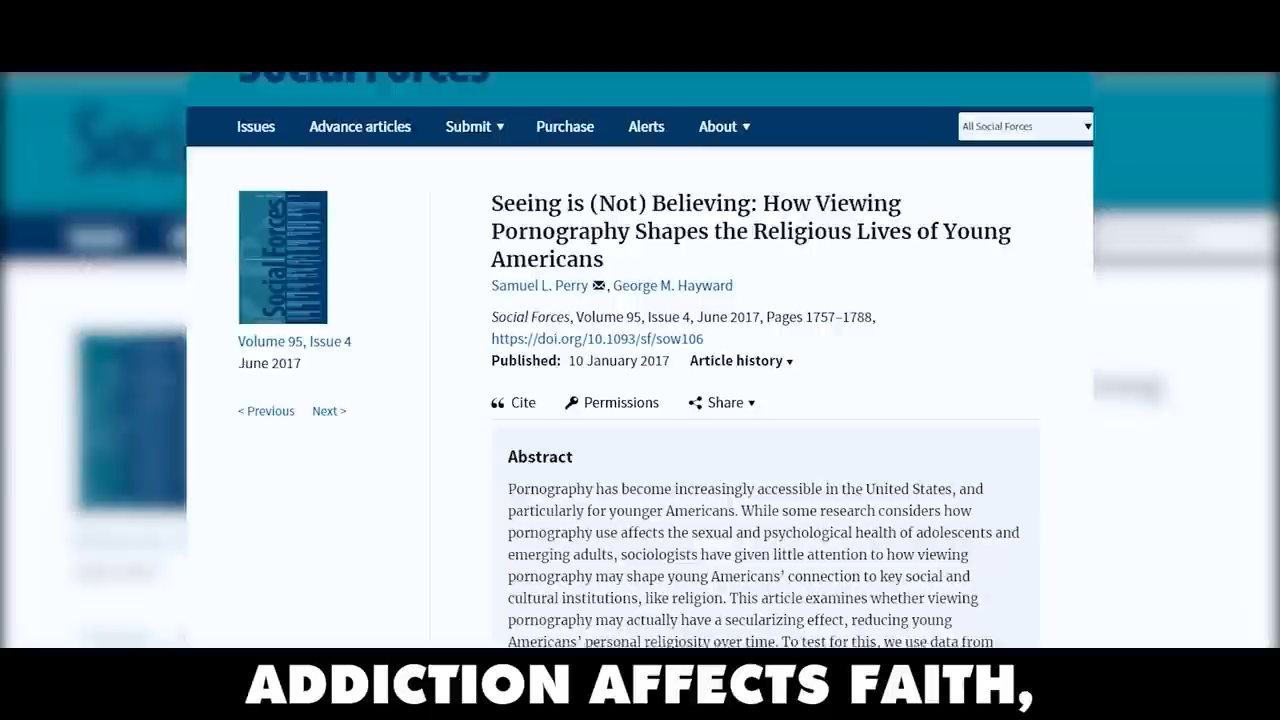 Social Forces
Issues Advance articles Submit ▼ Purchase Alerts About ▼ All Social Forces ▼
Social Forces
Volume 95, Issue 4
June 2017
< Previous Next >
Seeing is (Not) Believing: How Viewing
Pornography Shapes the Religious Lives of Young
Americans
Samuel L. Perry, George M. Hayward
Social Forces, Volume 95, Issue 4, June 2017, Pages 1757–1788,
https://doi.org/10.1093/sf/sow106
Published: 10 January 2017 Article history ▼
Cite Permissions Share ▼
Abstract
Pornography has become increasingly accessible in the United States, and
particularly for younger Americans. While some research considers how
pornography use affects the sexual and psychological health of adolescents and
emerging adults, sociologists have given little attention to how viewing
pornography may shape young Americans’ connection to key social and
cultural institutions, like religion. This article examines whether viewing
pornography may actually have a secularizing effect, reducing young
Americans’ personal religiosity over time. To test for this, we use data from
ADDICTION AFFECTS FAITH,